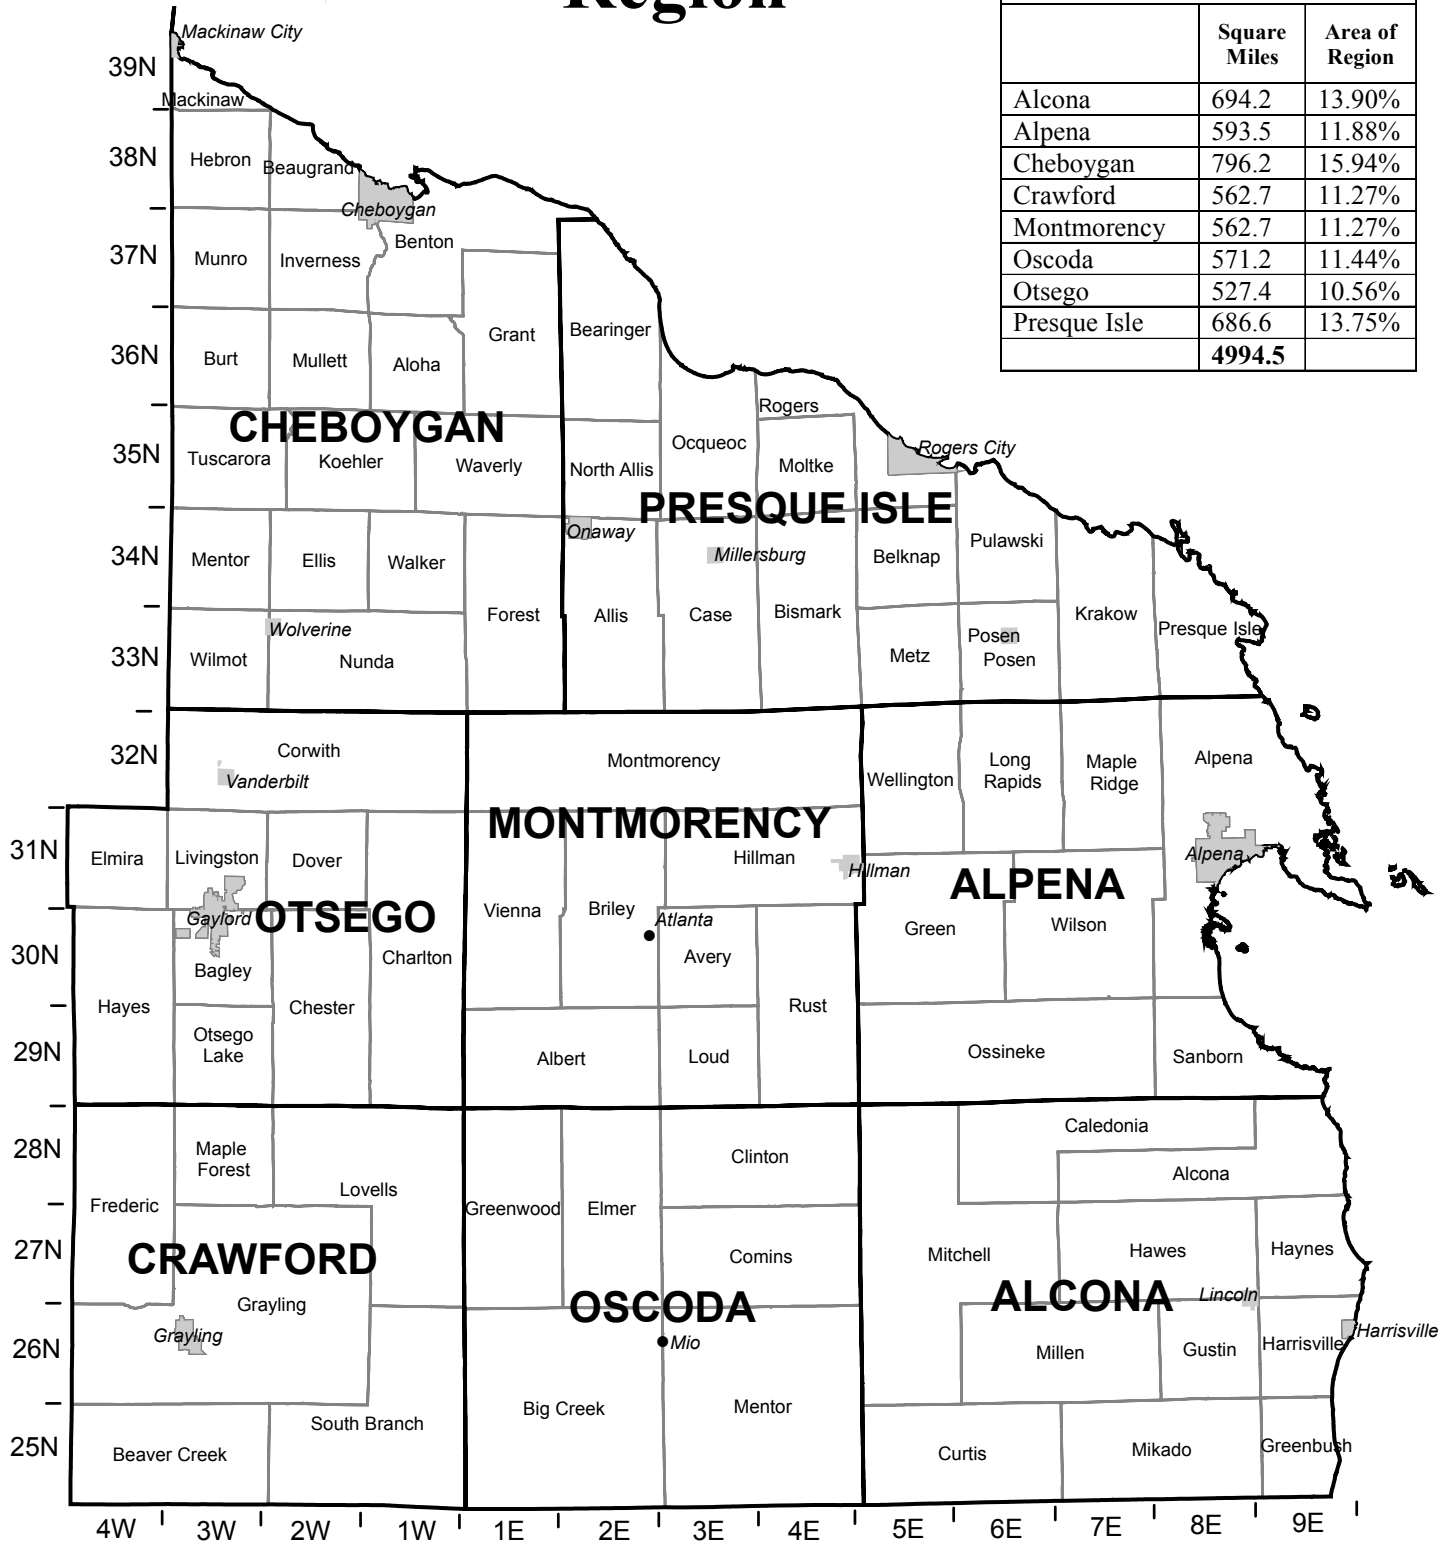 Region
Square Miles
Area of Region
Alcona 694.2 13.90%
Alpena 593.5 11.88%
Cheboygan 796.2 15.94%
Crawford 562.7 11.27%
Montmorency 562.7 11.27%
Oscoda 571.2 11.44%
Otsego 527.4 10.56%
Presque Isle 686.6 13.75%
4994.5
Mackinaw City
39N
Mackinaw
38N
Hebron
Beaugrand
Cheboygan
37N
Munro
Inverness
Benton
36N
Burt
Mullett
Aloha
Grant
Bearinger
CHEBOYGAN
Rogers
35N
Tuscarora
Koehler
Waverly
North Allis
Ocqueoc
Moltke
Rogers City
PRESQUE ISLE
Onaway
Millersburg
34N
Mentor
Ellis
Walker
Belknap
Pulawski
Forest
Allis
Case
Bismark
Krakow
Presque Isle
Wolverine
33N
Wilmot
Nunda
Metz
Posen
Posen
32N
Corwith
Vanderbilt
Montmorency
Wellington
Long
Rapids
Maple
Ridge
Alpena
MONTMORENCY
31N
Elmira
Livingston
Dover
Hillman
Hillman
Alpena
ALPENA
Gaylord
OTSEGO
Vienna
Briley
Atlanta
Green
Wilson
30N
Bagley
Charlton
Avery
Hayes
Chester
Rust
29N
Otsego
Lake
Albert
Loud
Ossineke
Sanborn
28N
Maple
Forest
Clinton
Caledonia
Alcona
Lovells
Frederic
Greenwood
Elmer
27N
CRAWFORD
Comins
Mitchell
Hawes
Haynes
Grayling
OSCODA
ALCONA
Lincoln
26N
Grayling
Mio
Millen
Gustin
Harrisville
Harrisville
Big Creek
Mentor
25N
Beaver Creek
South Branch
Curtis
Mikado
Greenbush
4W 3W 2W 1W 1E 2E 3E 4E 5E 6E 7E 8E 9E